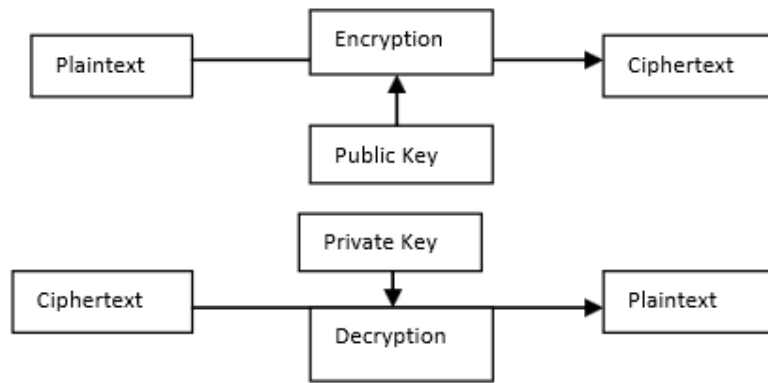 Plaintext
Encryption
Ciphertext
Public Key
Private Key
Ciphertext
Decryption
Plaintext